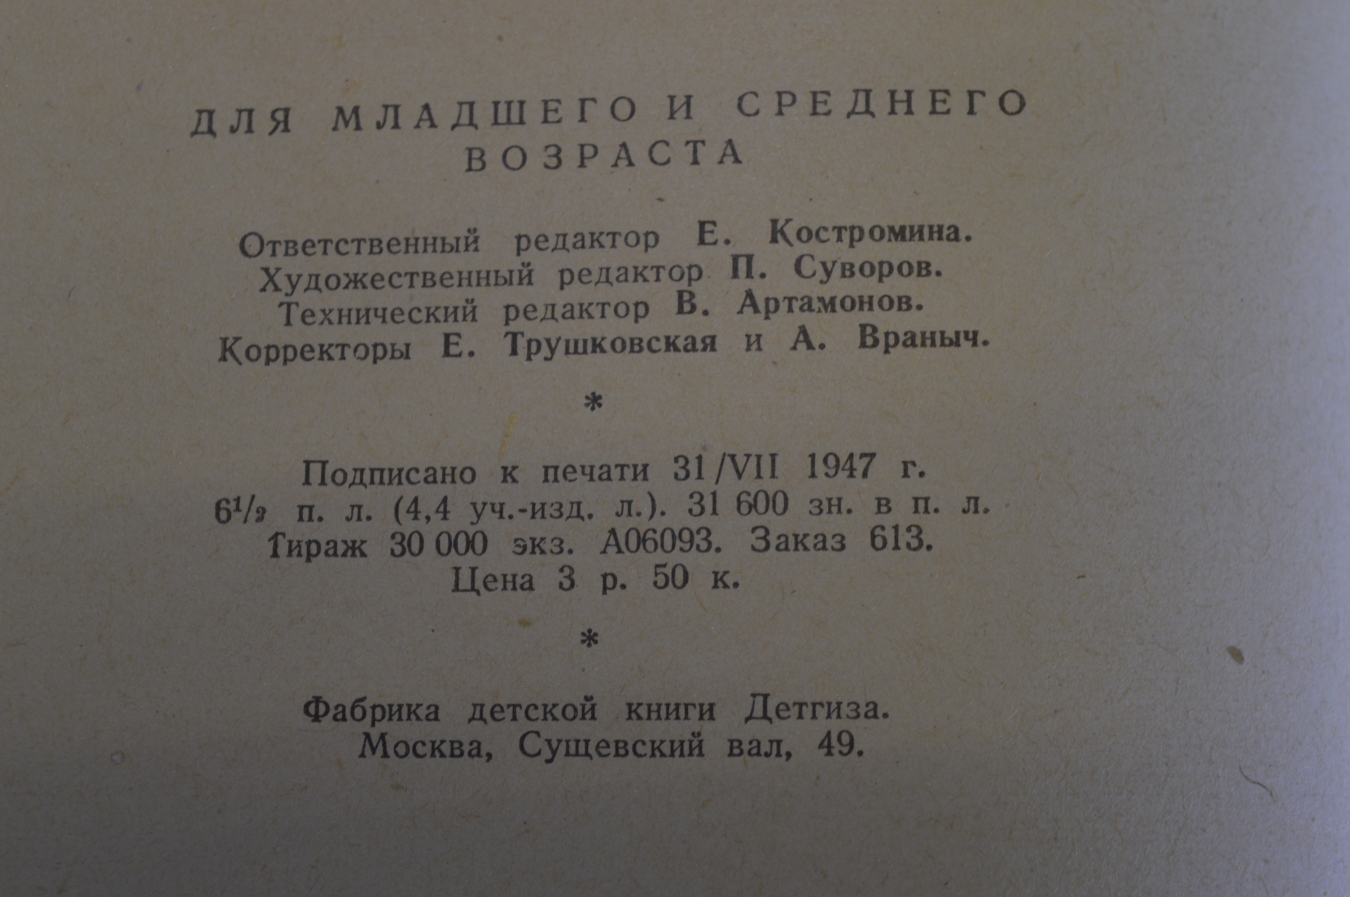 ДЛЯ МЛАДШЕГО И СРЕДНЕГО
ВОЗРАСТА
Ответственный редактор Е. Костромина.
Художественный редактор П. Суворов.
Технический редактор В. Артамонов.
Корректоры Е. Трушковская и А. Враныч.
*
Подписано к печати 31/VII 1947 г.
6½ п. л. (4,4 уч.-изд. л.). 31 600 зн. в п. л.
Тираж 30 000 экз. А06093. Заказ 613.
Цена 3 р. 50 к.
*
Фабрика детской книги Детгиза.
Москва, Сущевский вал, 49.